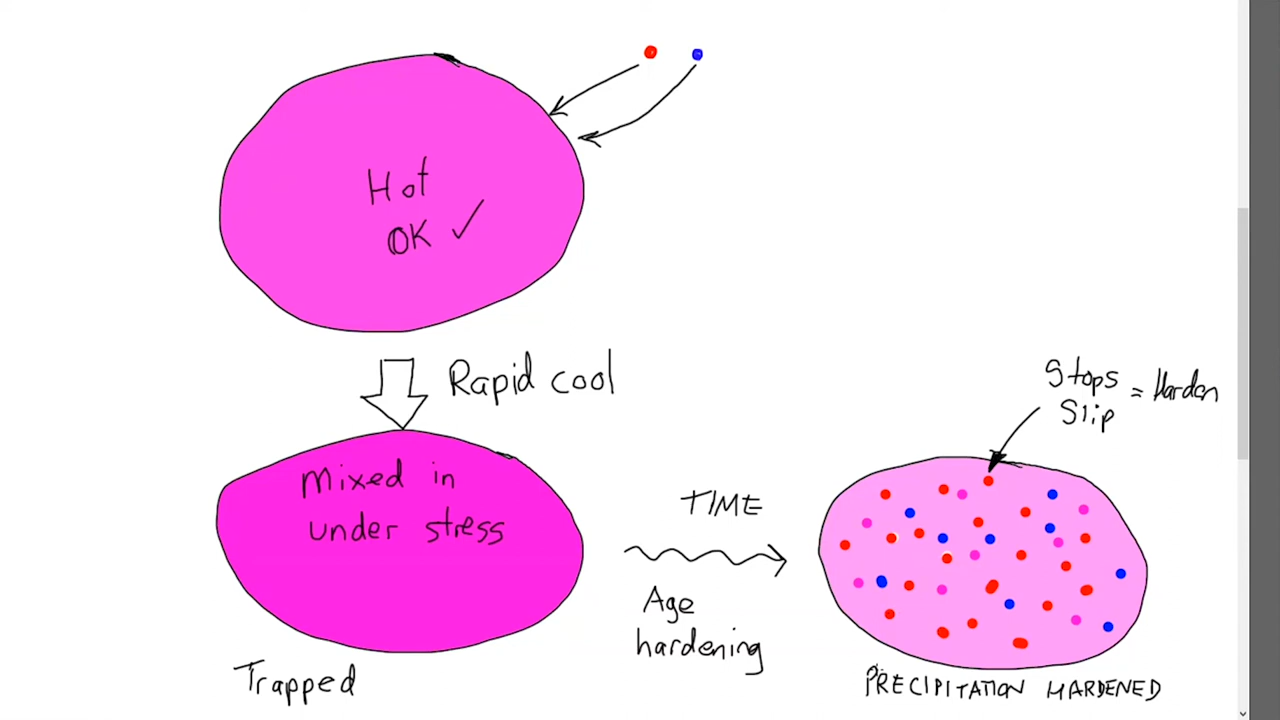 Hot
OK ✓
Rapid cool
Mixed in
under stress
Trapped
TIME
Age
hardening
Stops
Slip = Harden
PRECIPITATION HARDENED